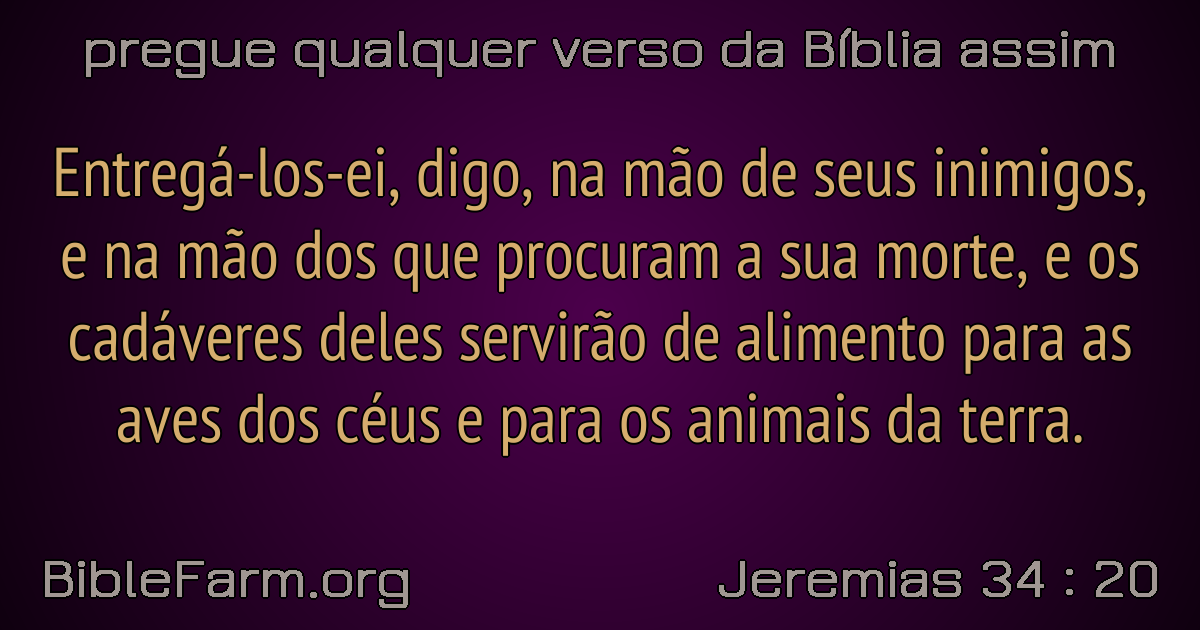 pregue qualquer verso da Bíblia assim
Entregá-los-ei, digo, na mão de seus inimigos,
e na mão dos que procuram a sua morte, e os
cadáveres deles servirão de alimento para as
aves dos céus e para os animais da terra.
BibleFarm.org
Jeremias 34 : 20